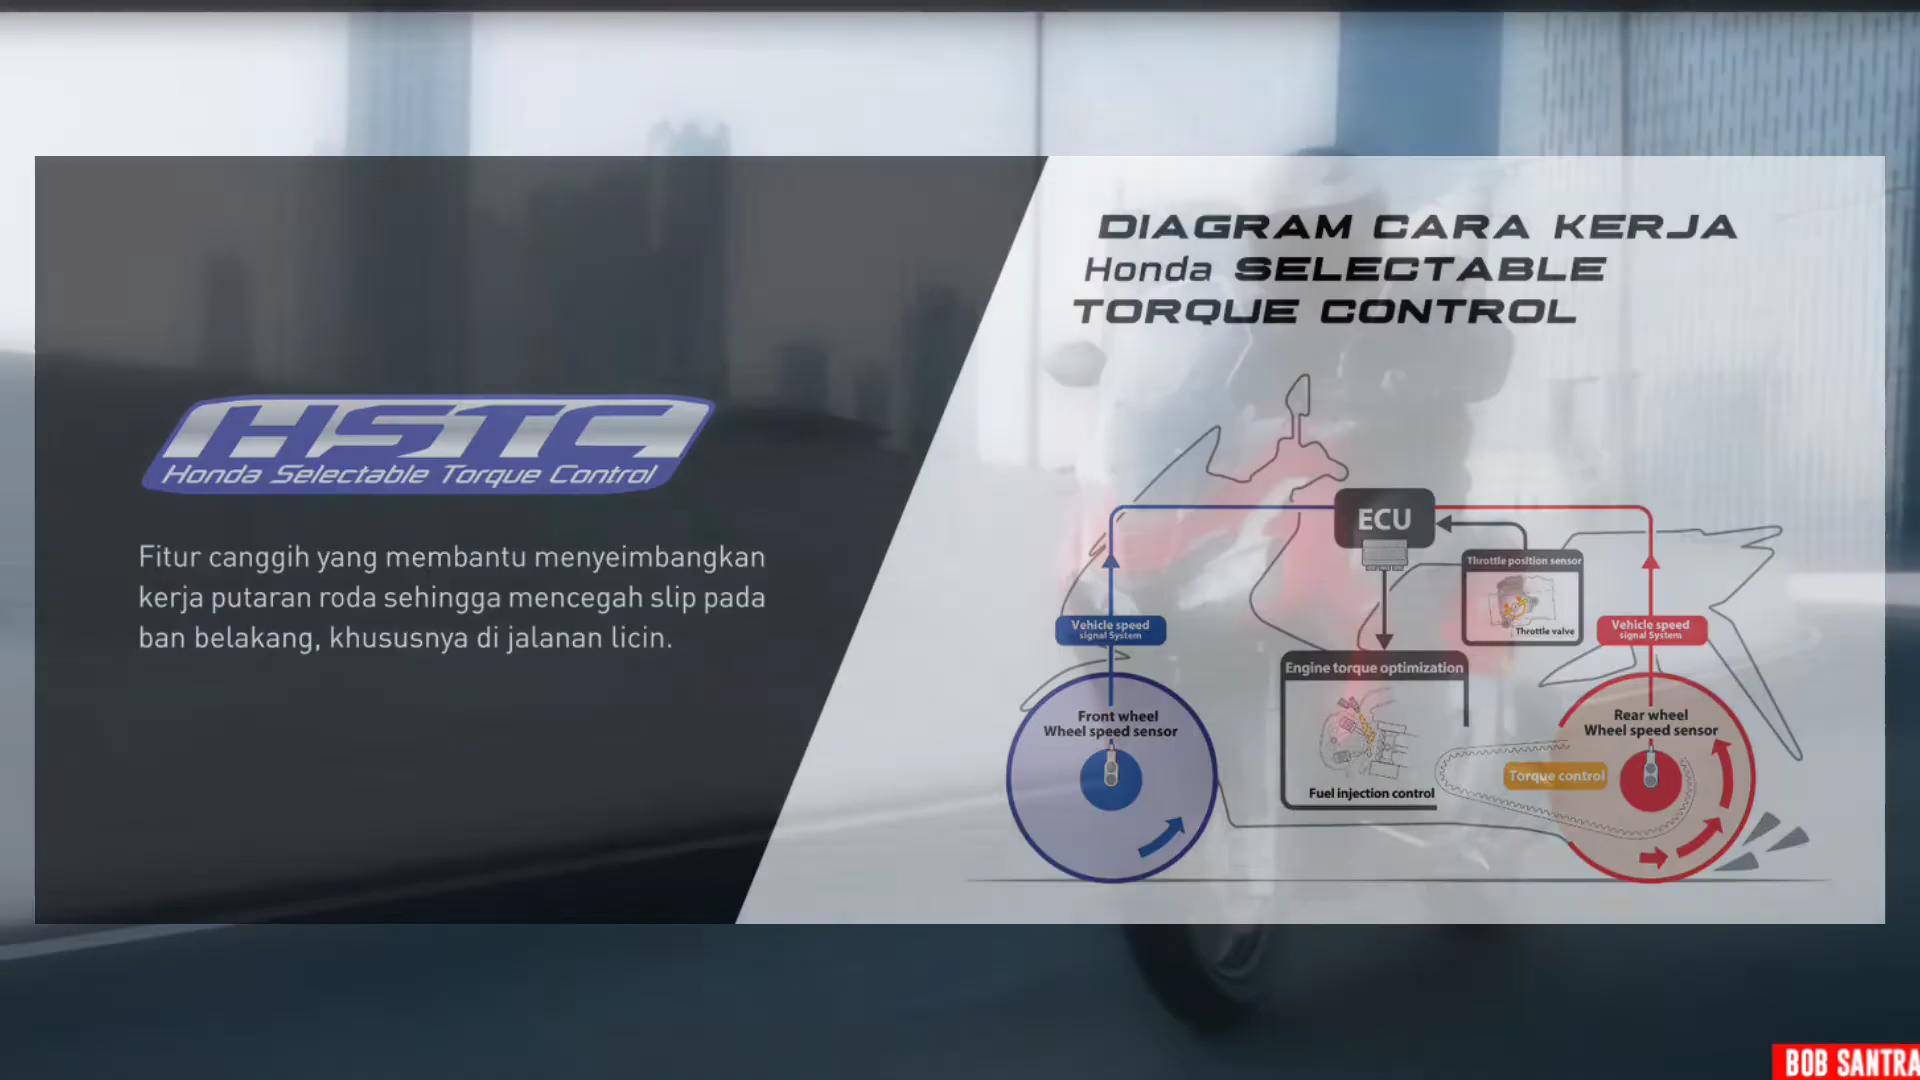 HSTC
Honda Selectable Torque Control
Fitur canggih yang membantu menyeimbangkan
kerja putaran roda sehingga mencegah slip pada
ban belakang, khususnya di jalanan licin.
DIAGRAM CARA KERJA
Honda SELECTABLE
TORQUE CONTROL
ECU
Throttle position sensor
Throttle valve
Vehicle speed
signal System
Vehicle speed
signal System
Engine torque optimization
Fuel injection control
Front wheel
Wheel speed sensor
Rear wheel
Wheel speed sensor
Torque control
BOB SANTRA